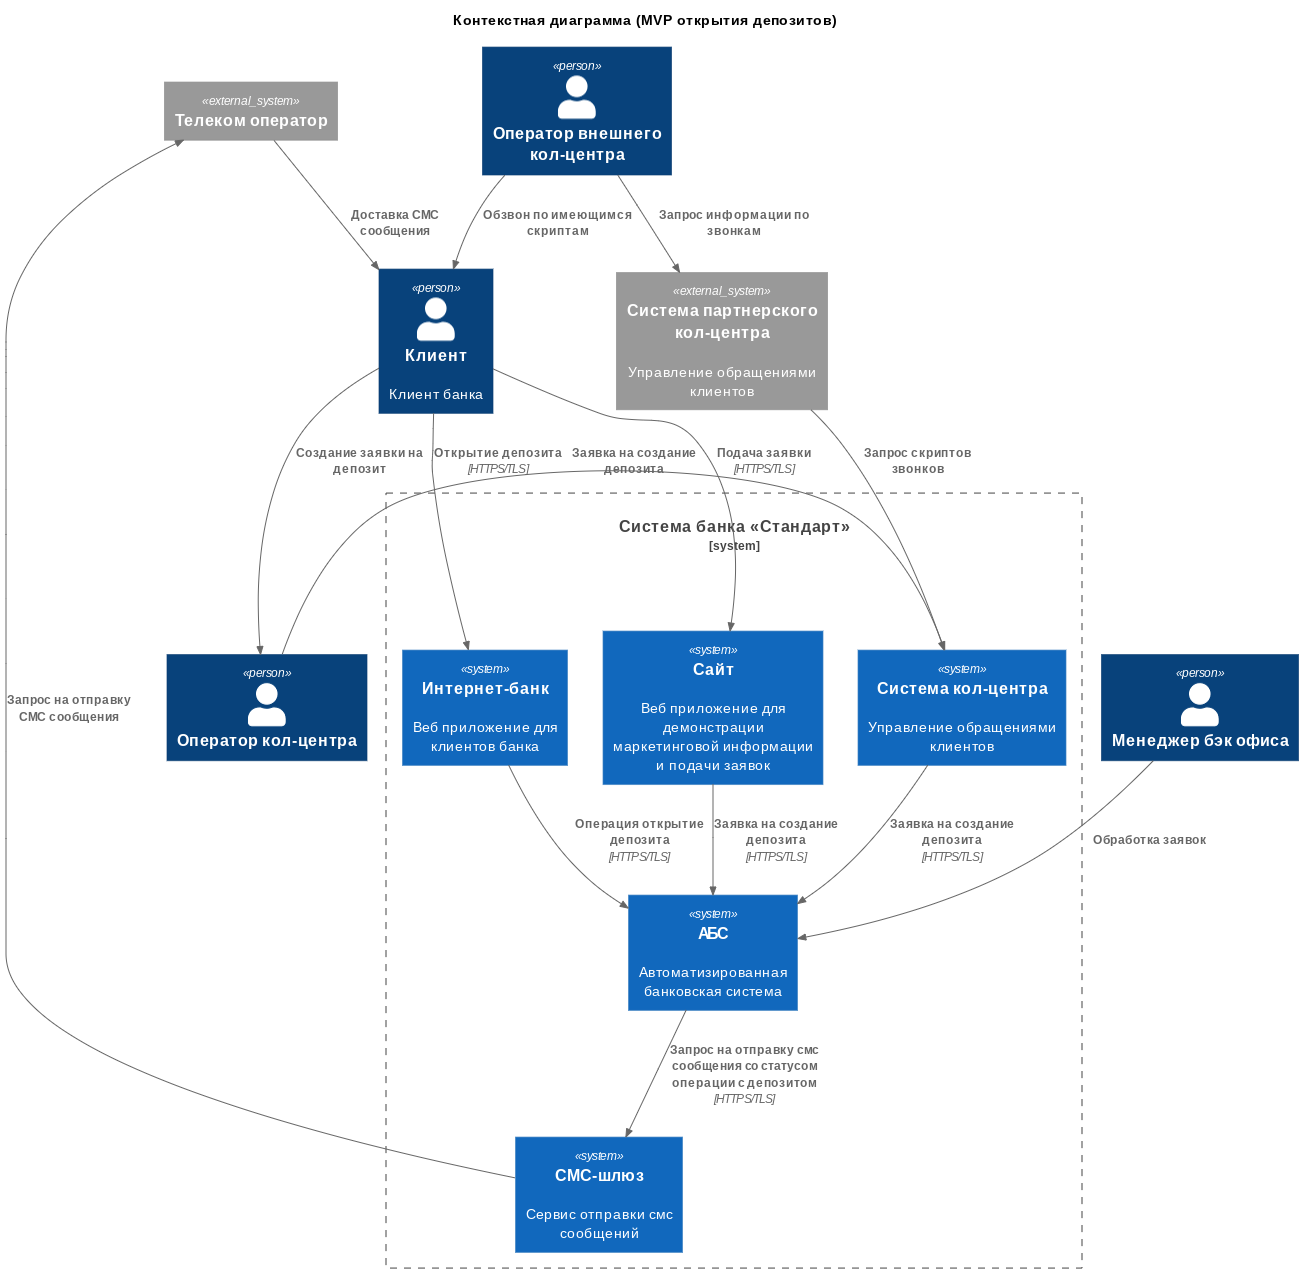 Контекстная диаграмма (MVP открытия депозитов)
«external_system»
Телеком оператор
«person»
Оператор внешнего
кол-центра
Доставка СМС
сообщения
Обзвон по имеющимся
скриптам
Запрос информации по
звонкам
«person»
Клиент
Клиент банка
«external_system»
Система партнерского
кол-центра
Управление обращениями
клиентов
Создание заявки на
депозит
Открытие депозита
[HTTPS/TLS]
Заявка на создание
депозита
Подача заявки
[HTTPS/TLS]
Запрос скриптов
звонков
Система банка «Стандарт»
[system]
Запрос на отправку
СМС сообщения
«person»
Оператор кол-центра
«system»
Интернет-банк
Веб приложение для
клиентов банка
«system»
Сайт
Веб приложение для
демонстрации
маркетинговой информации
и подачи заявок
«system»
Система кол-центра
Управление обращениями
клиентов
«person»
Менеджер бэк офиса
Операция открытие
депозита
[HTTPS/TLS]
Заявка на создание
депозита
[HTTPS/TLS]
Заявка на создание
депозита
[HTTPS/TLS]
Обработка заявок
«system»
АБС
Автоматизированная
банковская система
Запрос на отправку смс
сообщения со статусом
операции с депозитом
[HTTPS/TLS]
«system»
СМС-шлюз
Сервис отправки смс
сообщений